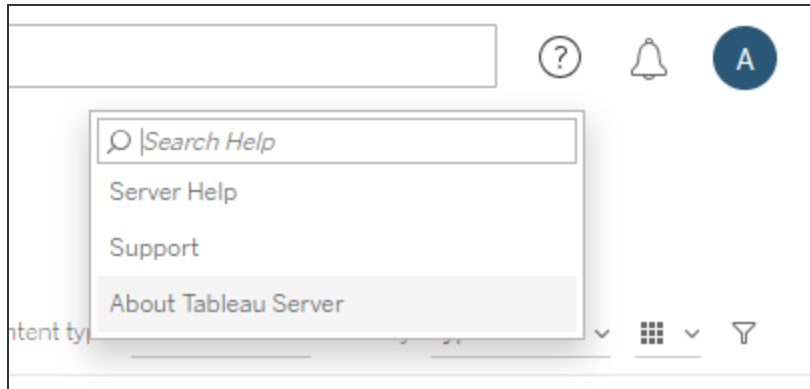 A
Search Help
Server Help
Support
About Tableau Server
ntent typ